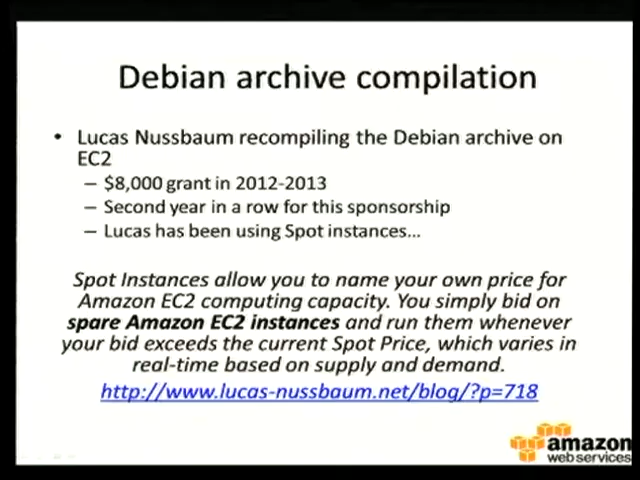 Debian archive compilation
• Lucas Nussbaum recompiling the Debian archive on
EC2
– $8,000 grant in 2012-2013
– Second year in a row for this sponsorship
– Lucas has been using Spot instances…
Spot Instances allow you to name your own price for
Amazon EC2 computing capacity. You simply bid on
spare Amazon EC2 instances and run them whenever
your bid exceeds the current Spot Price, which varies in
real-time based on supply and demand.
http://www.lucas-nussbaum.net/blog/?p=718
amazon
web services